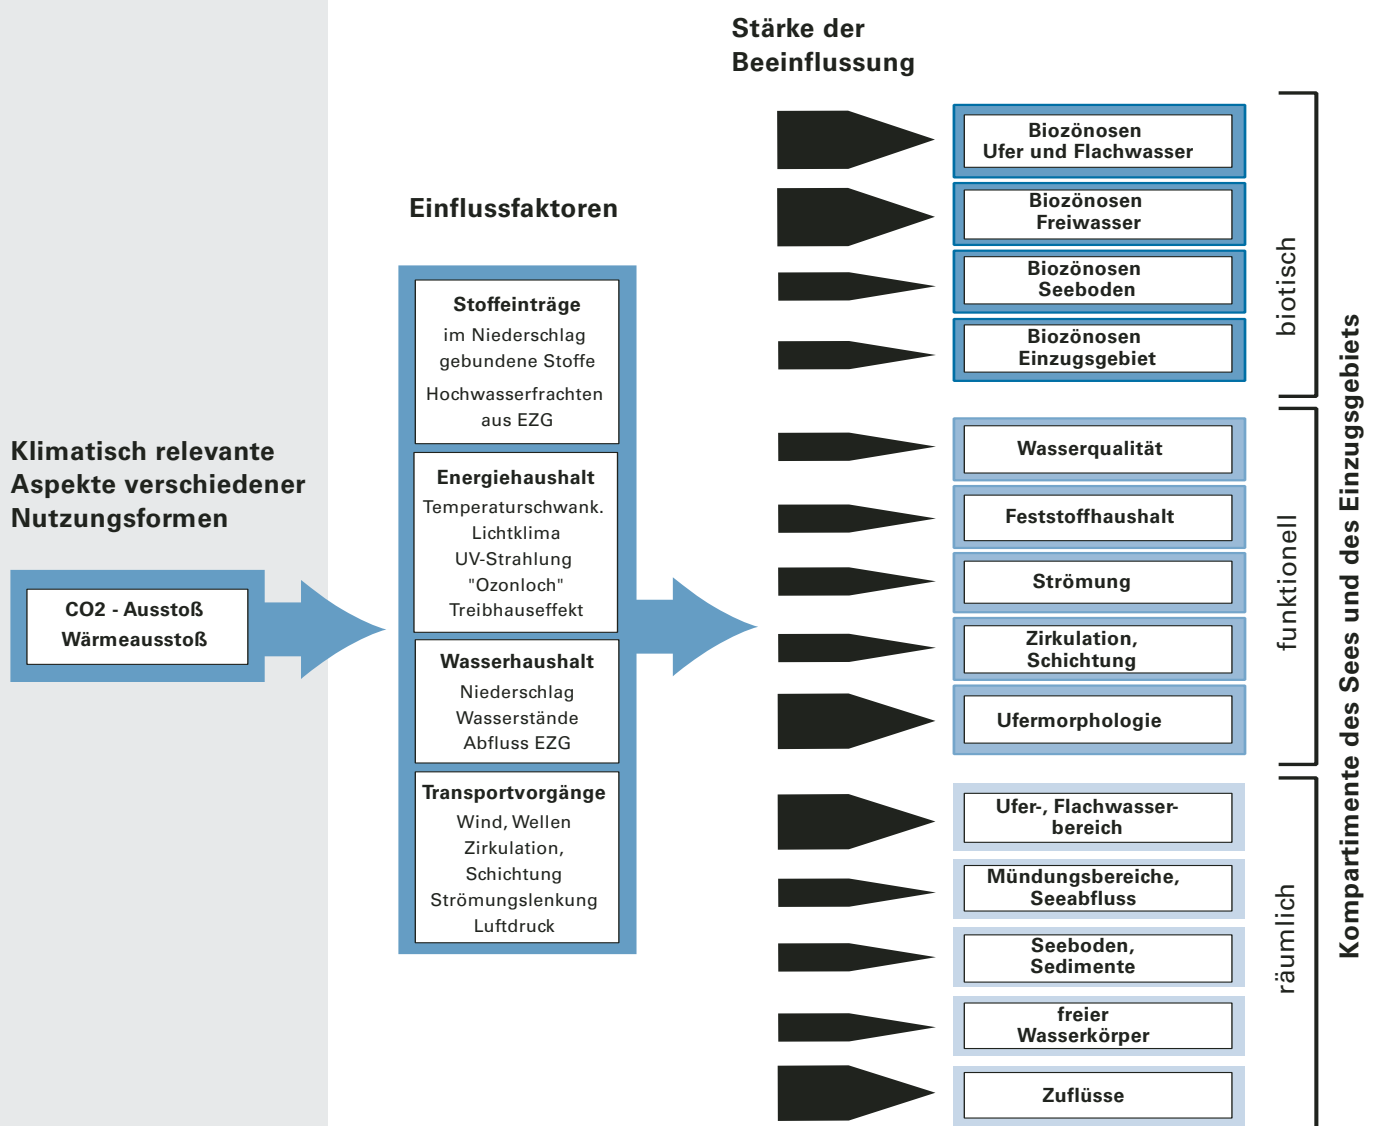 Stärke der
Beeinflussung
Einflussfaktoren
Klimatisch relevante
Aspekte verschiedener
Nutzungsformen
CO2 - Ausstoß
Wärmeausstoß
Stoffeinträge
im Niederschlag
gebundene Stoffe
Hochwasserfrachten
aus EZG
Energiehaushalt
Temperaturschwank.
Lichtklima
UV-Strahlung
"Ozonloch"
Treibhauseffekt
Wasserhaushalt
Niederschlag
Wasserstände
Abfluss EZG
Transportvorgänge
Wind, Wellen
Zirkulation,
Schichtung
Strömungslenkung
Luftdruck
Biozönosen
Ufer und Flachwasser
Biozönosen
Freiwasser
Biozönosen
Seeboden
Biozönosen
Einzugsgebiet
biotisch
Wasserqualität
Feststoffhaushalt
Strömung
Zirkulation,
Schichtung
Ufermorphologie
funktionell
Ufer-, Flachwasser-
bereich
Mündungsbereiche,
Seeabfluss
Seeboden,
Sedimente
freier
Wasserkörper
Zuflüsse
räumlich
Kompartimente des Sees und des Einzugsgebiets